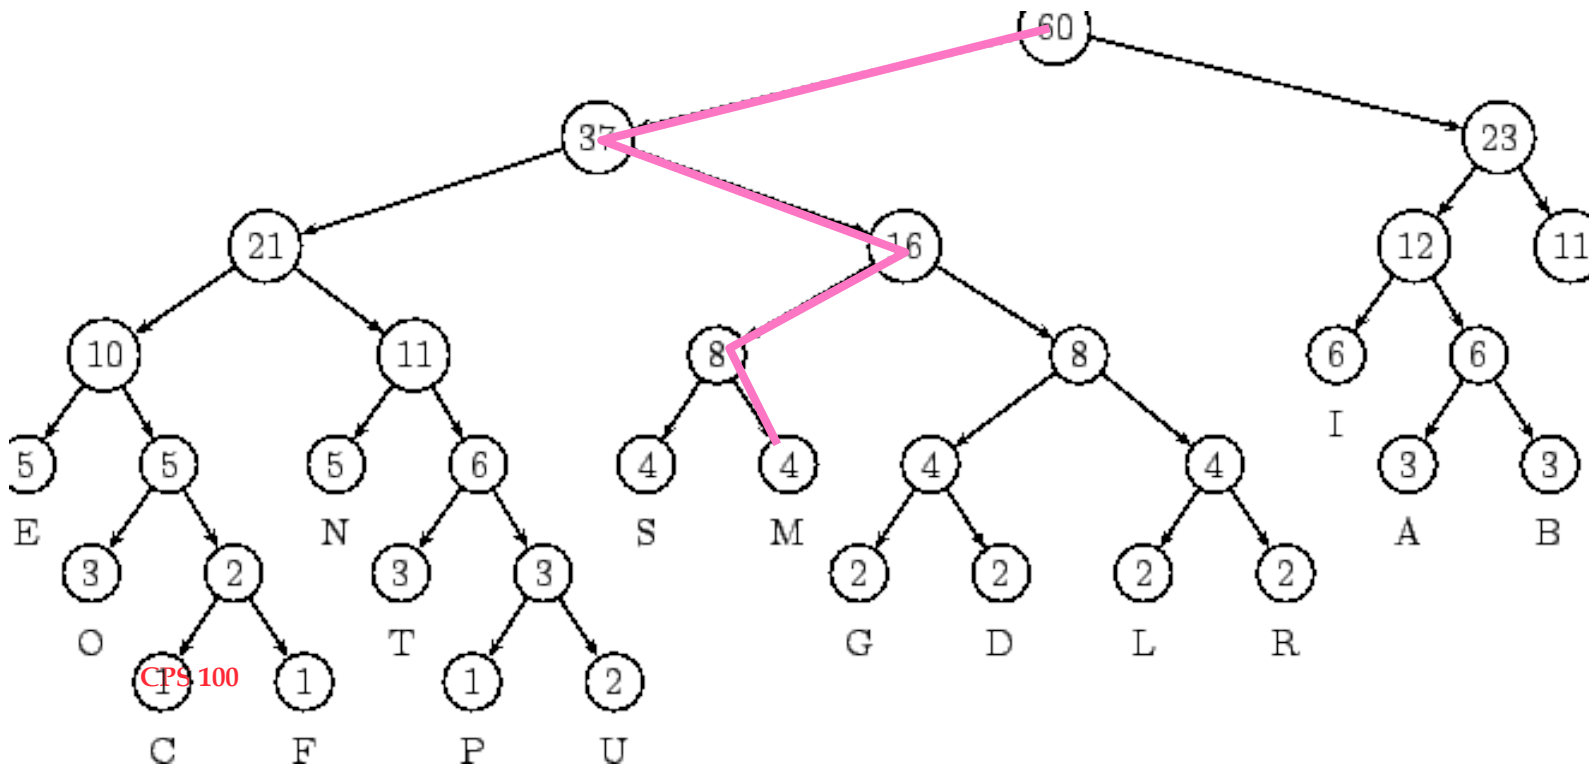 60
37 23
21 16 12 11
10 11 8 8 6 6
I
5 5 5 6 4 4 4 4 3 3
E N S M A B
3 2 3 3 2 2 2 2
O T G D L R
1 1 1 2
CPS 100
C F P U